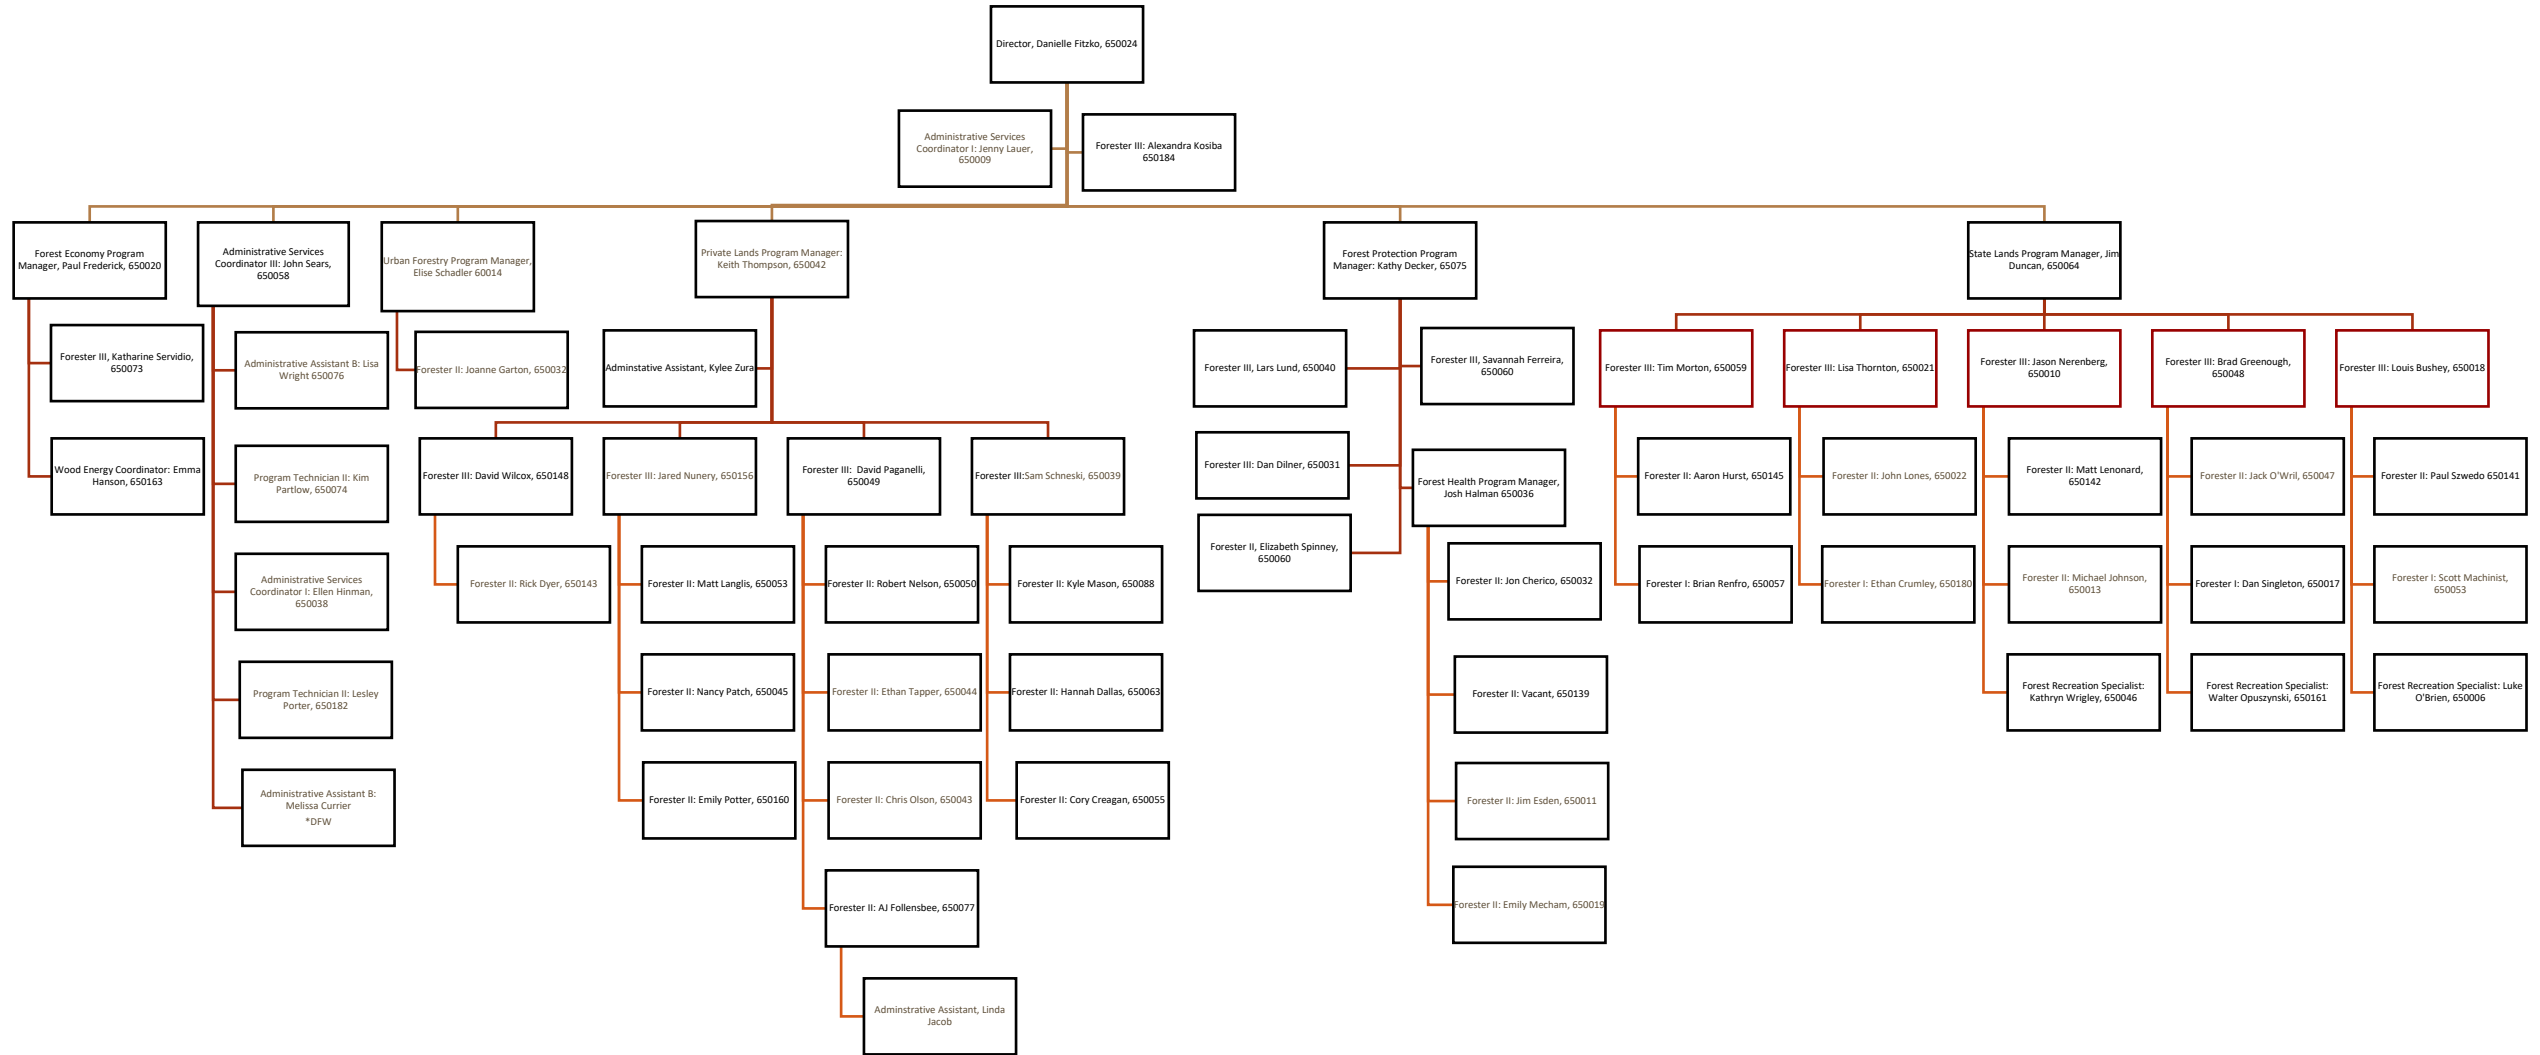 Director, Danielle Fitzko, 650024
Administrative Services
Coordinator I: Jenny Lauer,
650009
Forester III: Alexandra Kosiba
650184
Forest Economy Program
Manager, Paul Frederick, 650020
Administrative Services
Coordinator III: John Sears,
650058
Urban Forestry Program Manager,
Elise Schadler 60014
Private Lands Program Manager:
Keith Thompson, 650042
Forest Protection Program
Manager: Kathy Decker, 65075
State Lands Program Manager, Jim
Duncan, 650064
Forester III, Katharine Servidio,
650073
Wood Energy Coordinator: Emma
Hanson, 650163
Administrative Assistant B: Lisa
Wright 650076
Program Technician II: Kim
Partlow, 650074
Administrative Services
Coordinator I: Ellen Hinman,
650038
Program Technician II: Lesley
Porter, 650182
Administrative Assistant B:
Melissa Currier
*DFW
Forester II: Joanne Garton, 650032
Adminstative Assistant, Kylee Zura
Forester III: David Wilcox, 650148
Forester II: Rick Dyer, 650143
Forester III: Jared Nunery, 650156
Forester II: Matt Langlis, 650053
Forester II: Nancy Patch, 650045
Forester II: Emily Potter, 650160
Forester III: David Paganelli,
650049
Forester II: Robert Nelson, 650050
Forester II: Ethan Tapper, 650044
Forester II: Chris Olson, 650043
Forester II: AJ Follensbee, 650077
Adminstrative Assistant, Linda
Jacob
Forester III:Sam Schneski, 650039
Forester II: Kyle Mason, 650088
Forester II: Hannah Dallas, 650063
Forester II: Cory Creagan, 650055
Forester III, Lars Lund, 650040
Forester III, Savannah Ferreira,
650060
Forester III: Dan Dilner, 650031
Forest Health Program Manager,
Josh Halman 650036
Forester II, Elizabeth Spinney,
650060
Forester II: Jon Cherico, 650032
Forester II: Vacant, 650139
Forester II: Jim Esden, 650011
Forester II: Emily Mecham, 650019
Forester III: Tim Morton, 650059
Forester II: Aaron Hurst, 650145
Forester I: Brian Renfro, 650057
Forester III: Lisa Thornton, 650021
Forester II: John Lones, 650022
Forester I: Ethan Crumley, 650180
Forester III: Jason Nerenberg,
650010
Forester II: Matt Lenonard,
650142
Forester II: Michael Johnson,
650013
Forest Recreation Specialist:
Kathryn Wrigley, 650046
Forester III: Brad Greenough,
650048
Forester II: Jack O'Wril, 650047
Forester I: Dan Singleton, 650017
Forest Recreation Specialist:
Walter Opuszynski, 650161
Forester III: Louis Bushey, 650018
Forester II: Paul Szwedo 650141
Forester I: Scott Machinist,
650053
Forest Recreation Specialist: Luke
O'Brien, 650006